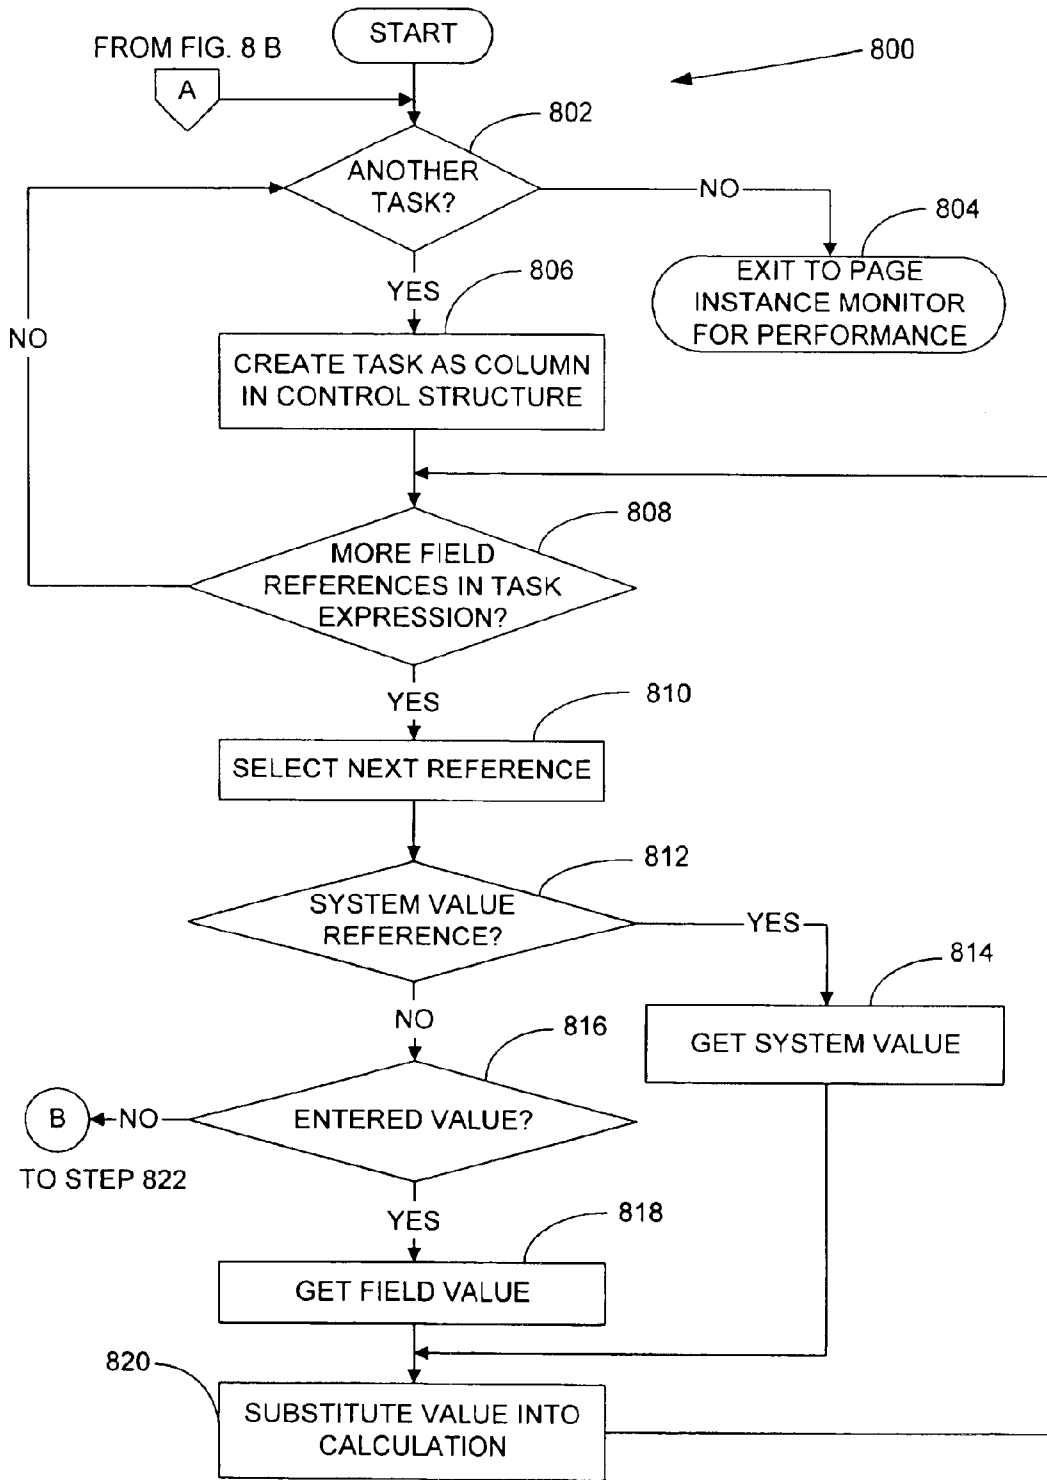 START
FROM FIG. 8 B
A
800
802
ANOTHER
TASK?
NO
804
EXIT TO PAGE
INSTANCE MONITOR
FOR PERFORMANCE
YES
806
NO
CREATE TASK AS COLUMN
IN CONTROL STRUCTURE
808
MORE FIELD
REFERENCES IN TASK
EXPRESSION?
YES
810
SELECT NEXT REFERENCE
812
SYSTEM VALUE
REFERENCE?
YES
814
GET SYSTEM VALUE
NO
816
ENTERED VALUE?
NO
B
TO STEP 822
YES
818
GET FIELD VALUE
820
SUBSTITUTE VALUE INTO
CALCULATION